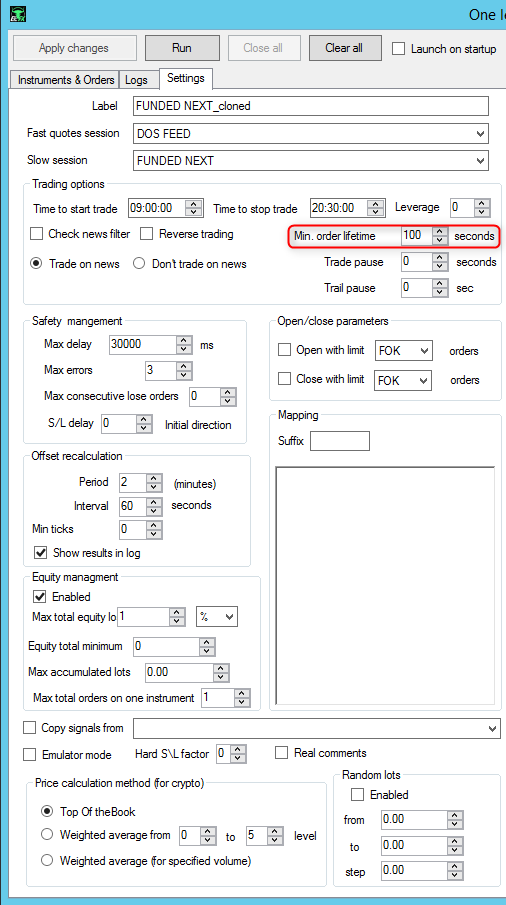 One l
Apply changes Run Close all Clear all Launch on startup
Instruments & Orders Logs Settings
Label FUNDED NEXT_cloned
Fast quotes session DOS FEED
Slow session FUNDED NEXT
Trading options
Time to start trade 09:00:00 Time to stop trade 20:30:00 Leverage 0
Check news filter Reverse trading Min. order lifetime 100 seconds
Trade on news Don't trade on news Trade pause 0 seconds
Trail pause 0 sec
Safety mangement
Max delay 30000 ms
Max errors 3
Max consecutive lose orders 0
S/L delay 0 Initial direction
Open/close parameters
Open with limit FOK orders
Close with limit FOK orders
Mapping
Suffix
Offset recalculation
Period 2 (minutes)
Interval 60 seconds
Min ticks 0
Show results in log
Equity managment
Enabled
Max total equity lo 1 %
Equity total minimum 0
Max accumulated lots 0.00
Max total orders on one instrument 1
Copy signals from
Emulator mode Hard S\L factor 0 Real comments
Price calculation method (for crypto)
Top Of theBook
Weighted average from 0 to 5 level
Weighted average (for specified volume)
Random lots
Enabled
from 0.00
to 0.00
step 0.00